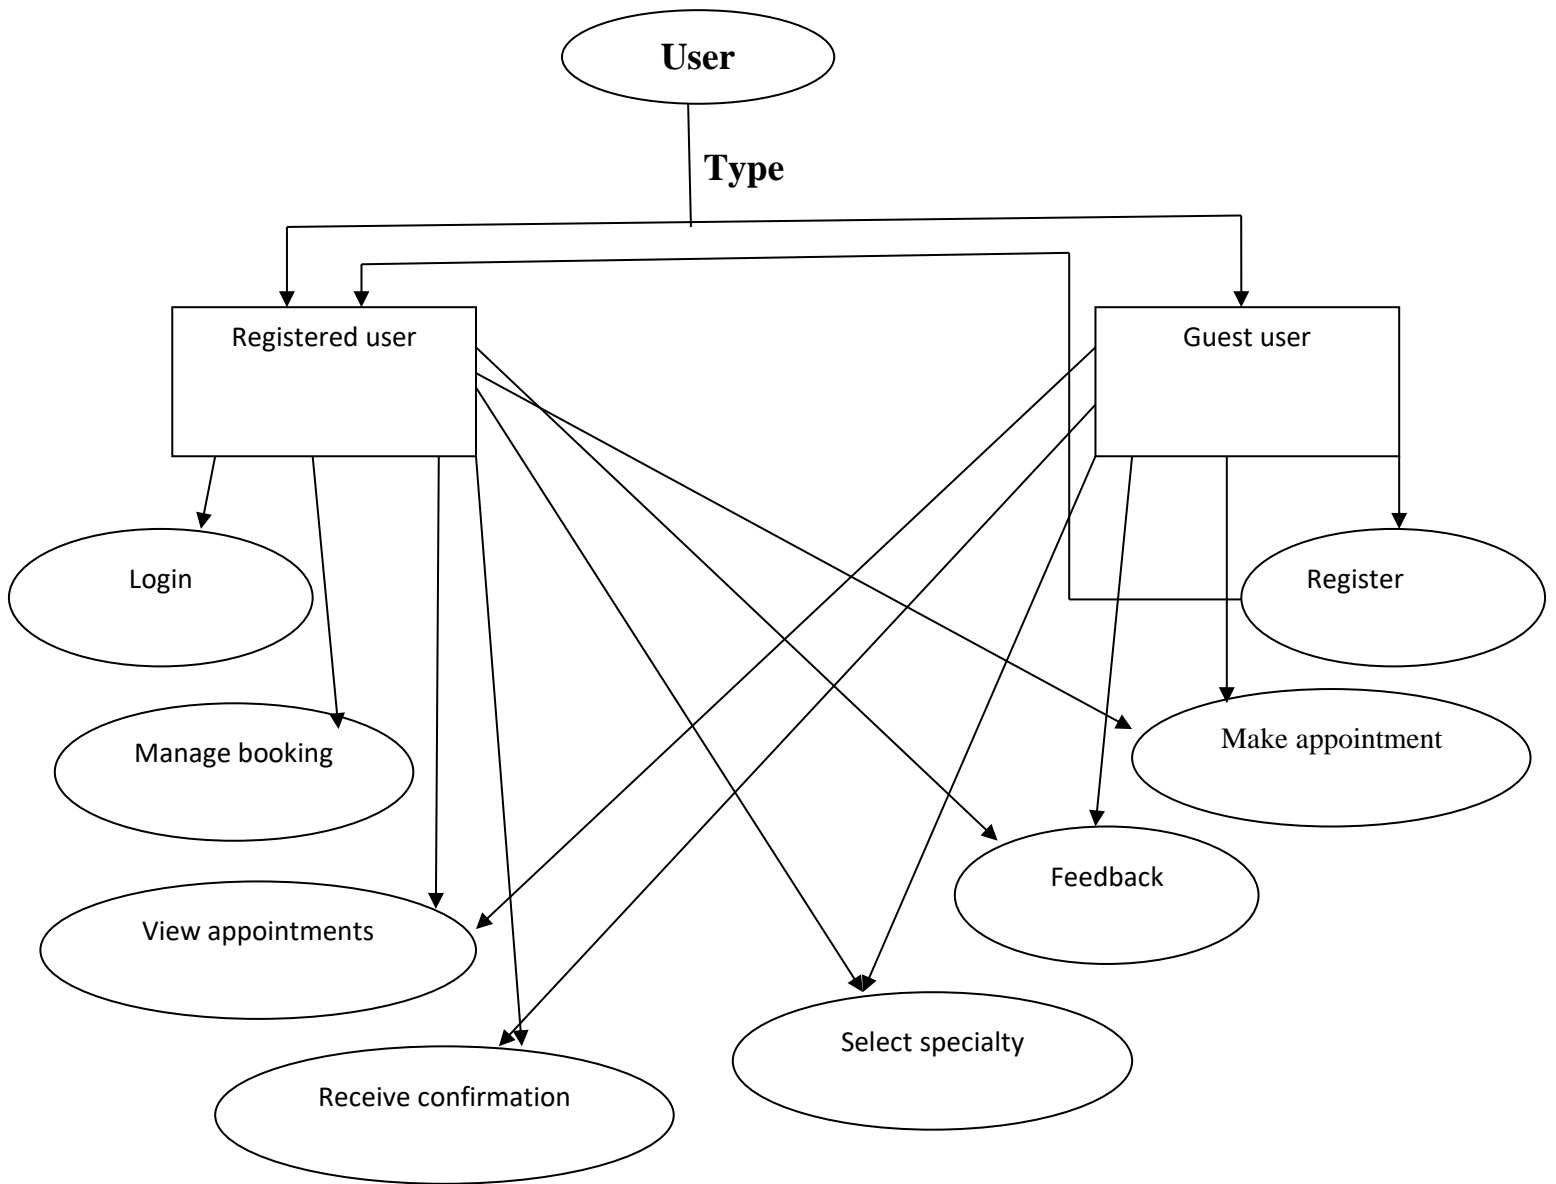 User
Type
Registered user
Guest user
Login
Register
Manage booking
Make appointment
View appointments
Feedback
Select specialty
Receive confirmation